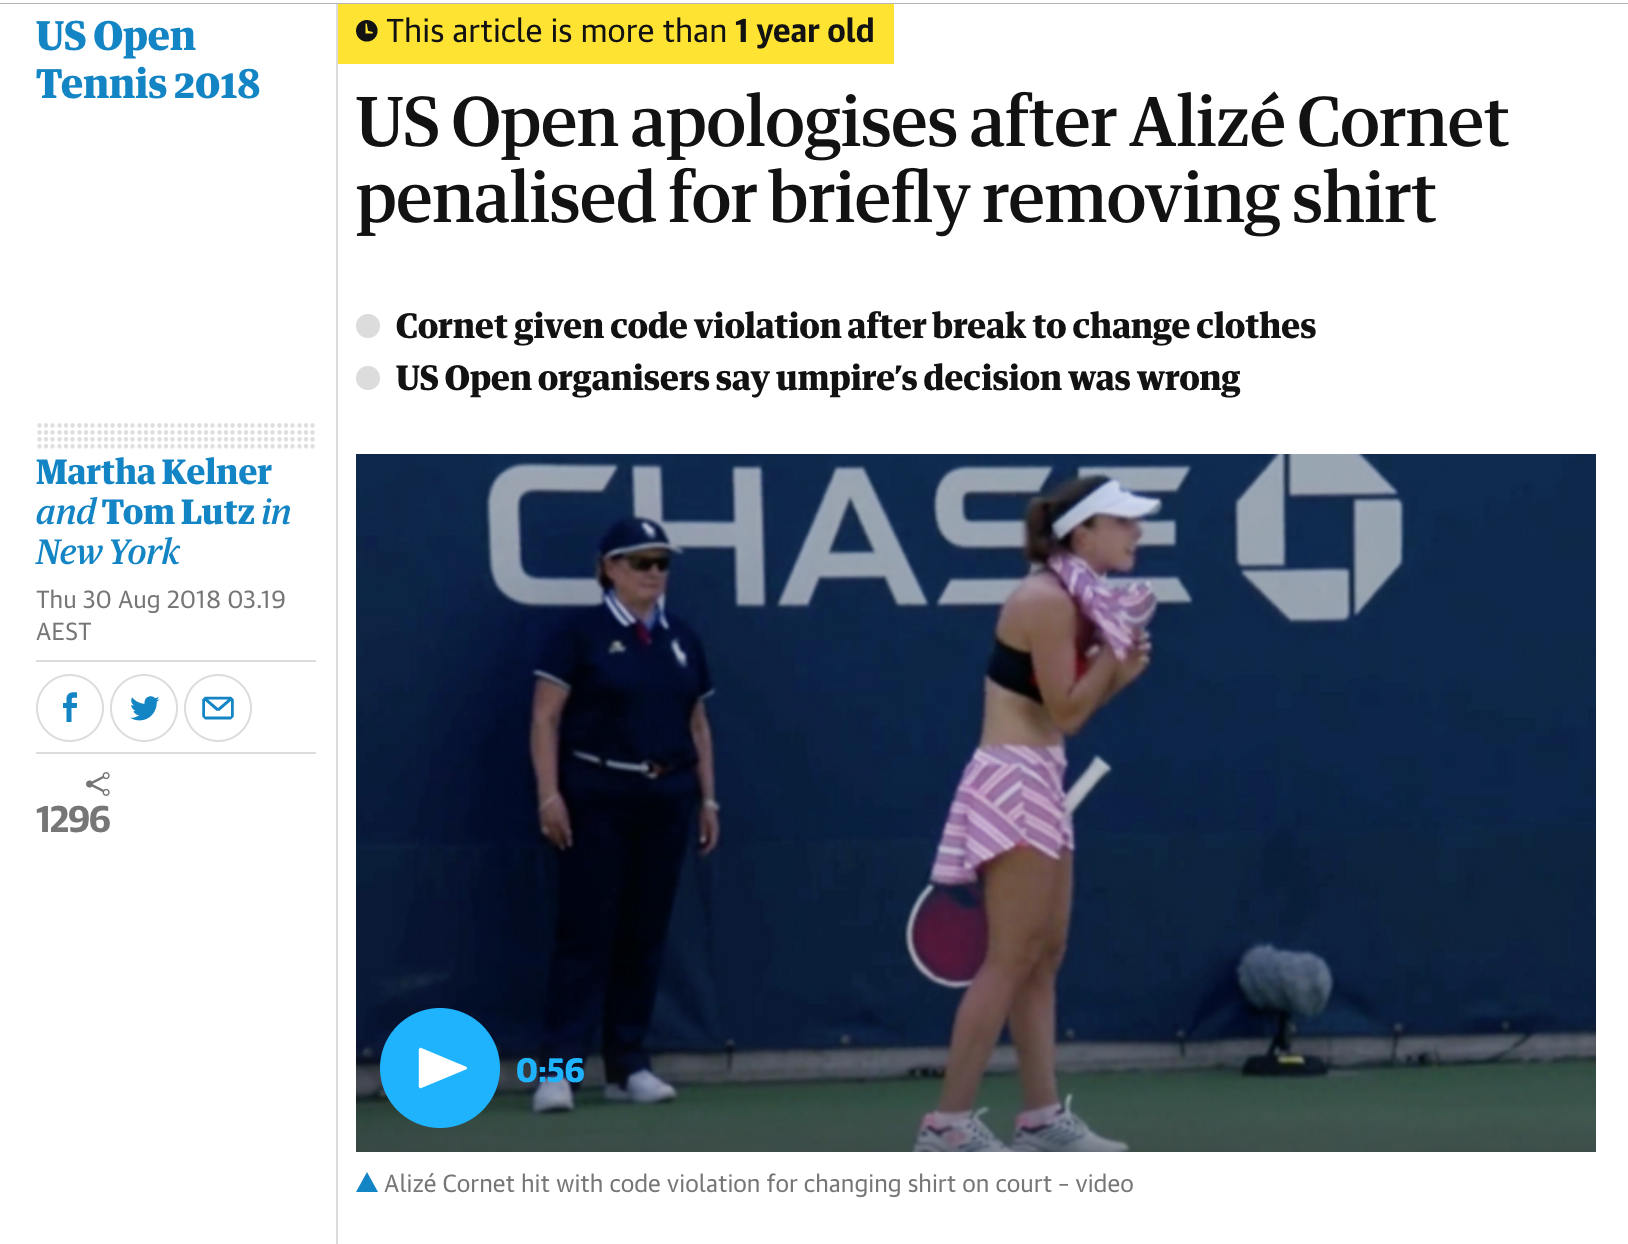 US Open
Tennis 2018
This article is more than 1 year old
US Open apologises after Alizé Cornet
penalised for briefly removing shirt
Cornet given code violation after break to change clothes
US Open organisers say umpire’s decision was wrong
Martha Kelner
and Tom Lutz in
New York
Thu 30 Aug 2018 03.19
AEST
1296
CHASE
0:56
Alizé Cornet hit with code violation for changing shirt on court – video